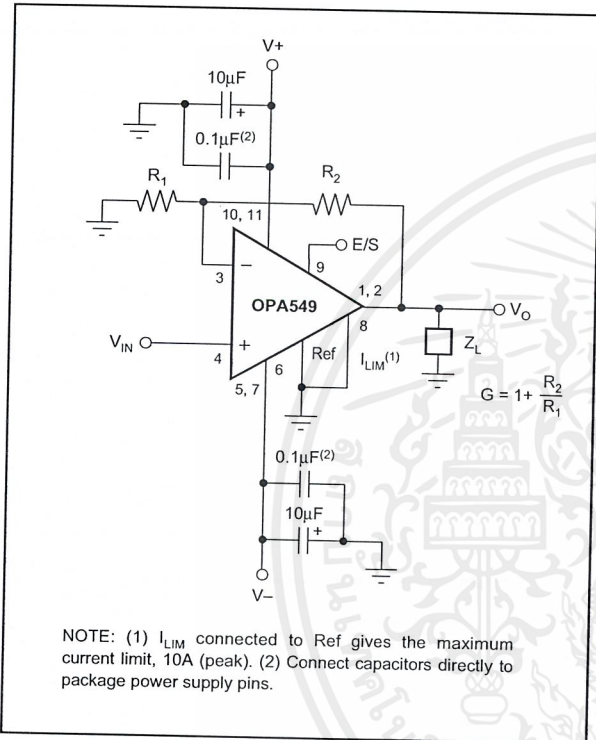 V+
10µF
+
0.1µF(2)
R1
R2
10, 11
E/S
9
−
3
1, 2
OPA549
VO
8
VIN
+
Ref
ILIM(1)
ZL
4
6
5, 7
G = 1+ R2
R1
0.1µF(2)
10µF
+
V–
NOTE: (1) ILIM connected to Ref gives the maximum
current limit, 10A (peak). (2) Connect capacitors directly to
package power supply pins.